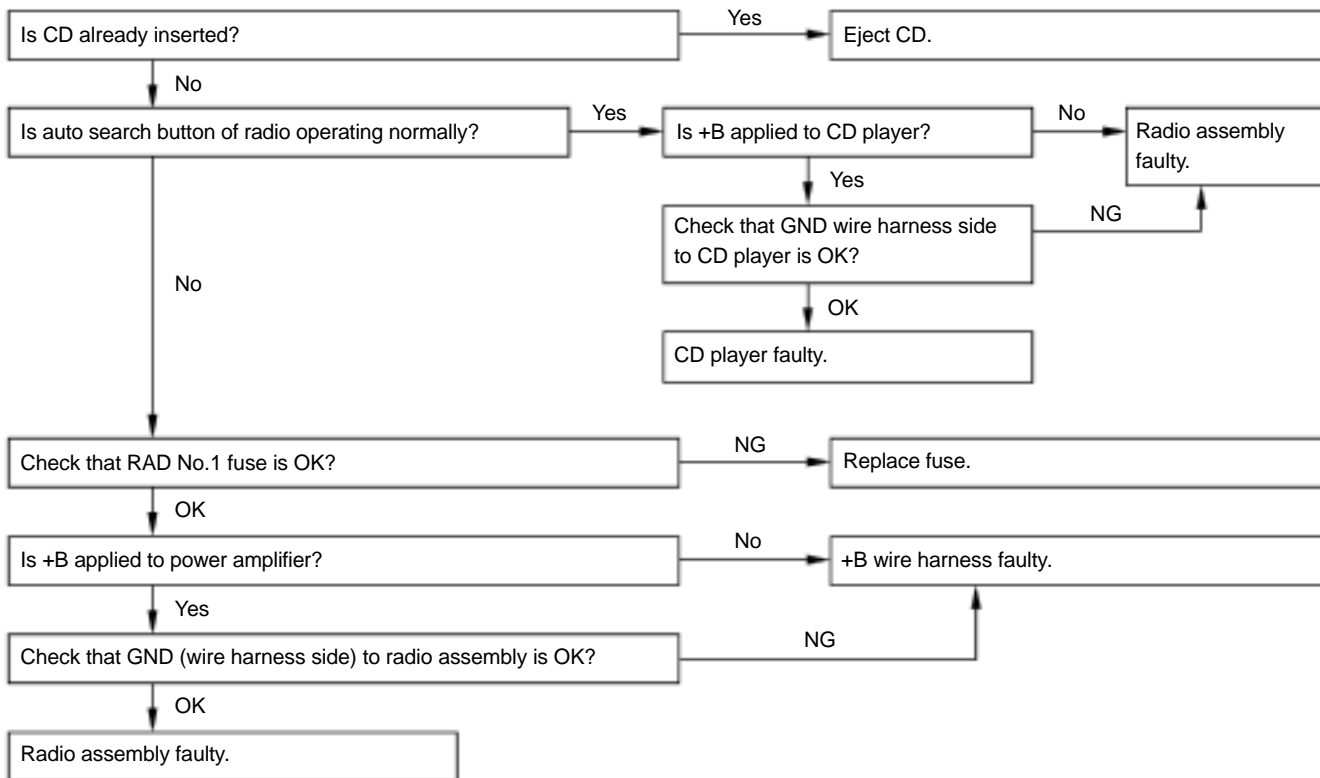 Is CD already inserted?
Yes
Eject CD.
No
Is auto search button of radio operating normally?
Yes
Is +B applied to CD player?
No
Radio assembly
faulty.
Yes
Check that GND wire harness side
to CD player is OK?
NG
No
OK
CD player faulty.
Check that RAD No.1 fuse is OK?
NG
Replace fuse.
OK
Is +B applied to power amplifier?
No
+B wire harness faulty.
Yes
Check that GND (wire harness side) to radio assembly is OK?
NG
OK
Radio assembly faulty.